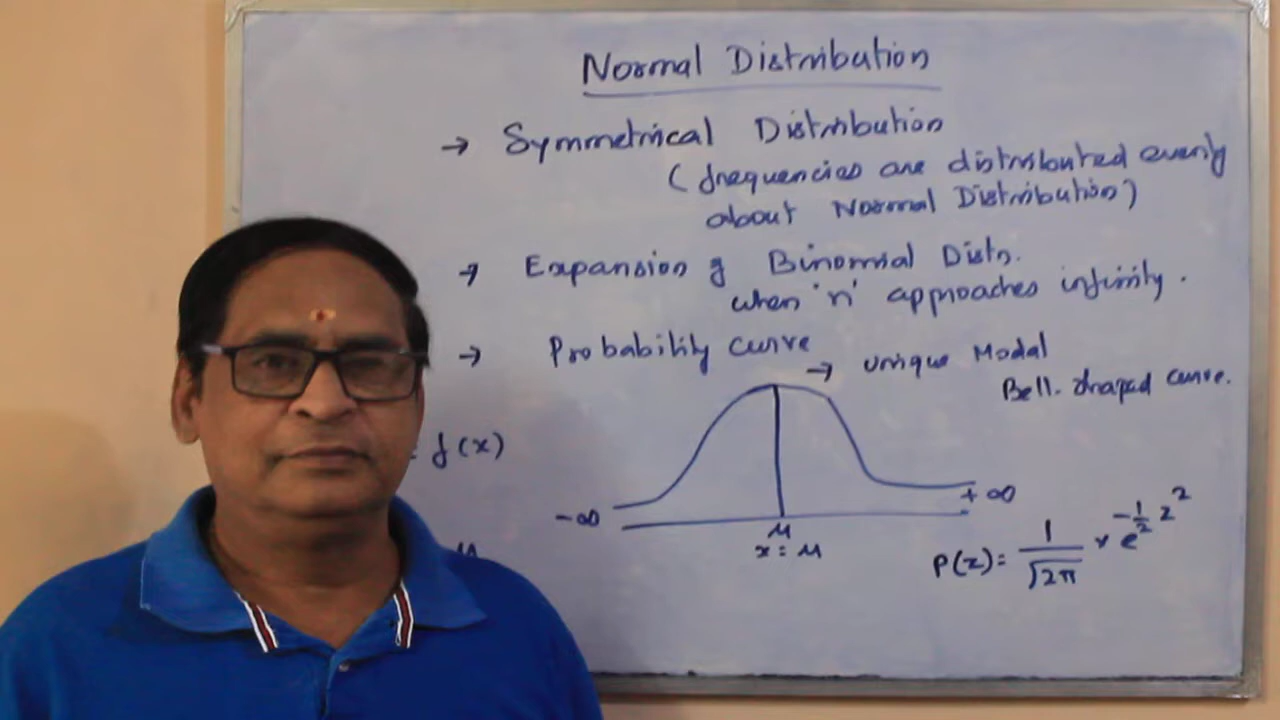 Normal Distribution
→ Symmetrical Distribution
(frequencies are distributed evenly
about Normal Distribution)
→ Expansion of Binomial Distn.
when 'n' approaches infinity.
→ Probability curve
→ unique Modal
Bell. shaped curve.
= f(x)
-∞ +∞
μ
x = μ
μ
P(z) = 1/√2π × e^-1/2 z^2